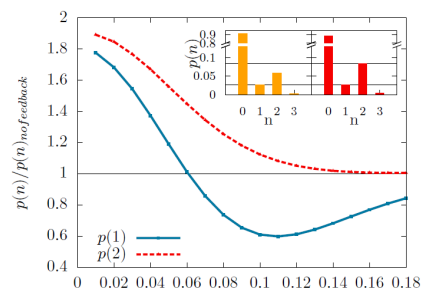 2
1.8
1.6
1.4
1.2
1
0.8
0.6
0.4
0 0.02 0.04 0.06 0.08 0.1 0.12 0.14 0.16 0.18
p(n)/p(n)nofeedback
p(1)
p(2)
0.9
0.8
0.1
0.05
0
p(n)
0 1 2 3
n
0 1 2 3
n